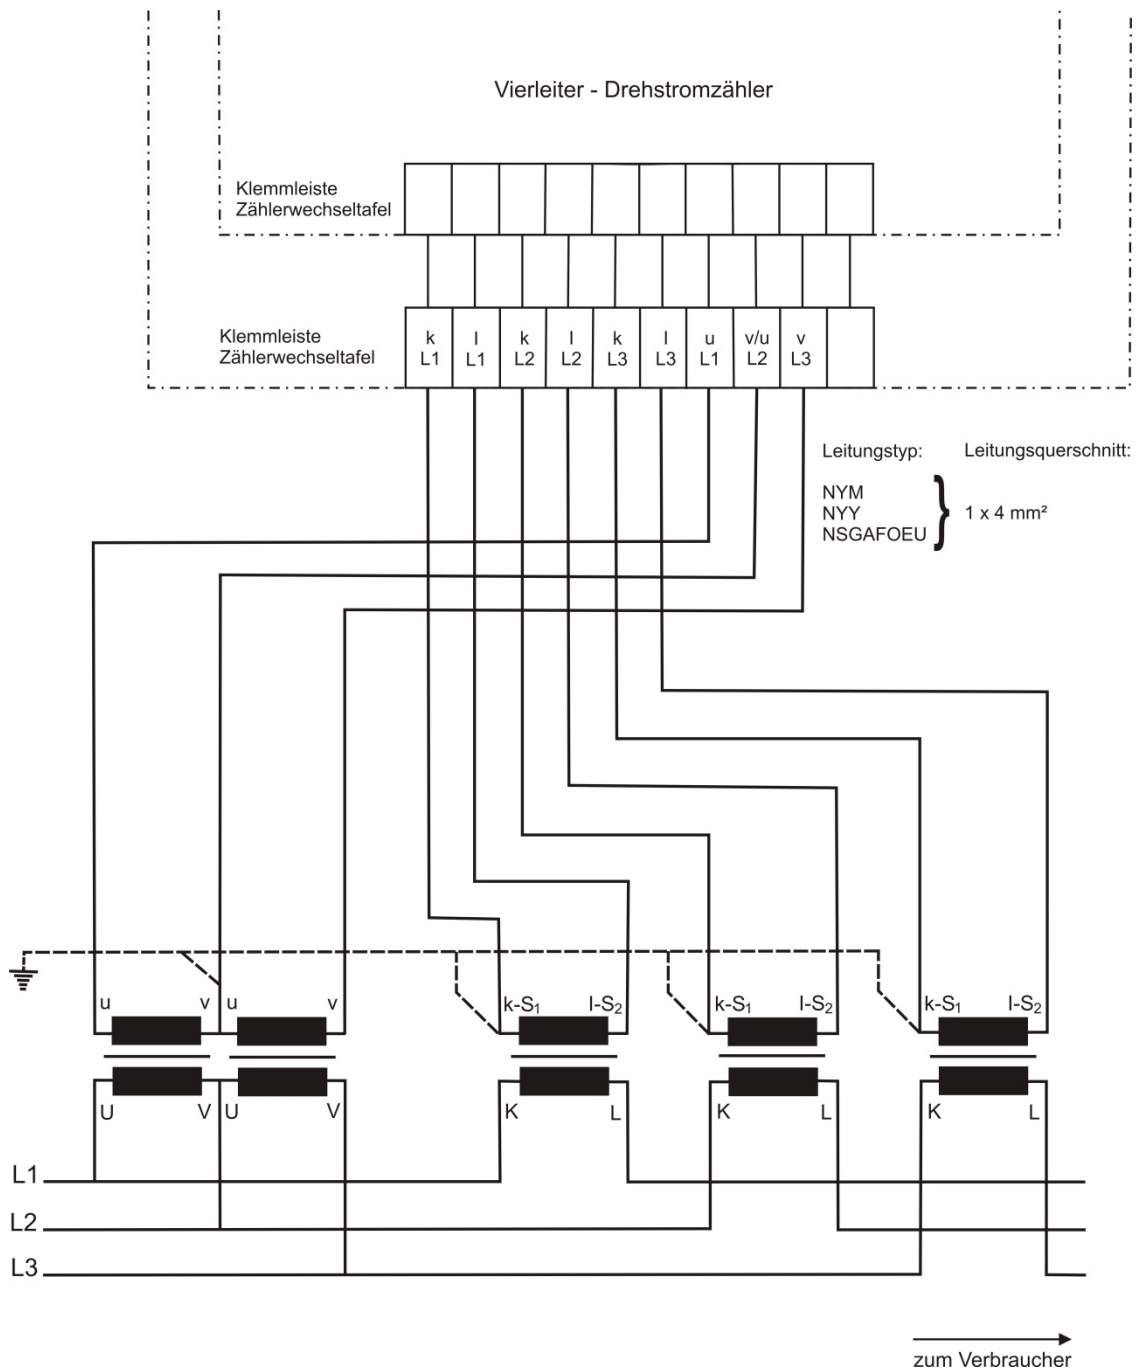 Vierleiter - Drehstromzähler
Klemmleiste
Zählerwechseltafel
Klemmleiste
Zählerwechseltafel
k l k l k l u v/u v
L1 L1 L2 L2 L3 L3 L1 L2 L3
Leitungstyp: Leitungsquerschnitt:
NYM
NYY
NSGAFOEU
1 x 4 mm²
u v u v k-S₁ l-S₂ k-S₁ l-S₂ k-S₁ l-S₂
U V U V K L K L K L
L1
L2
L3
zum Verbraucher